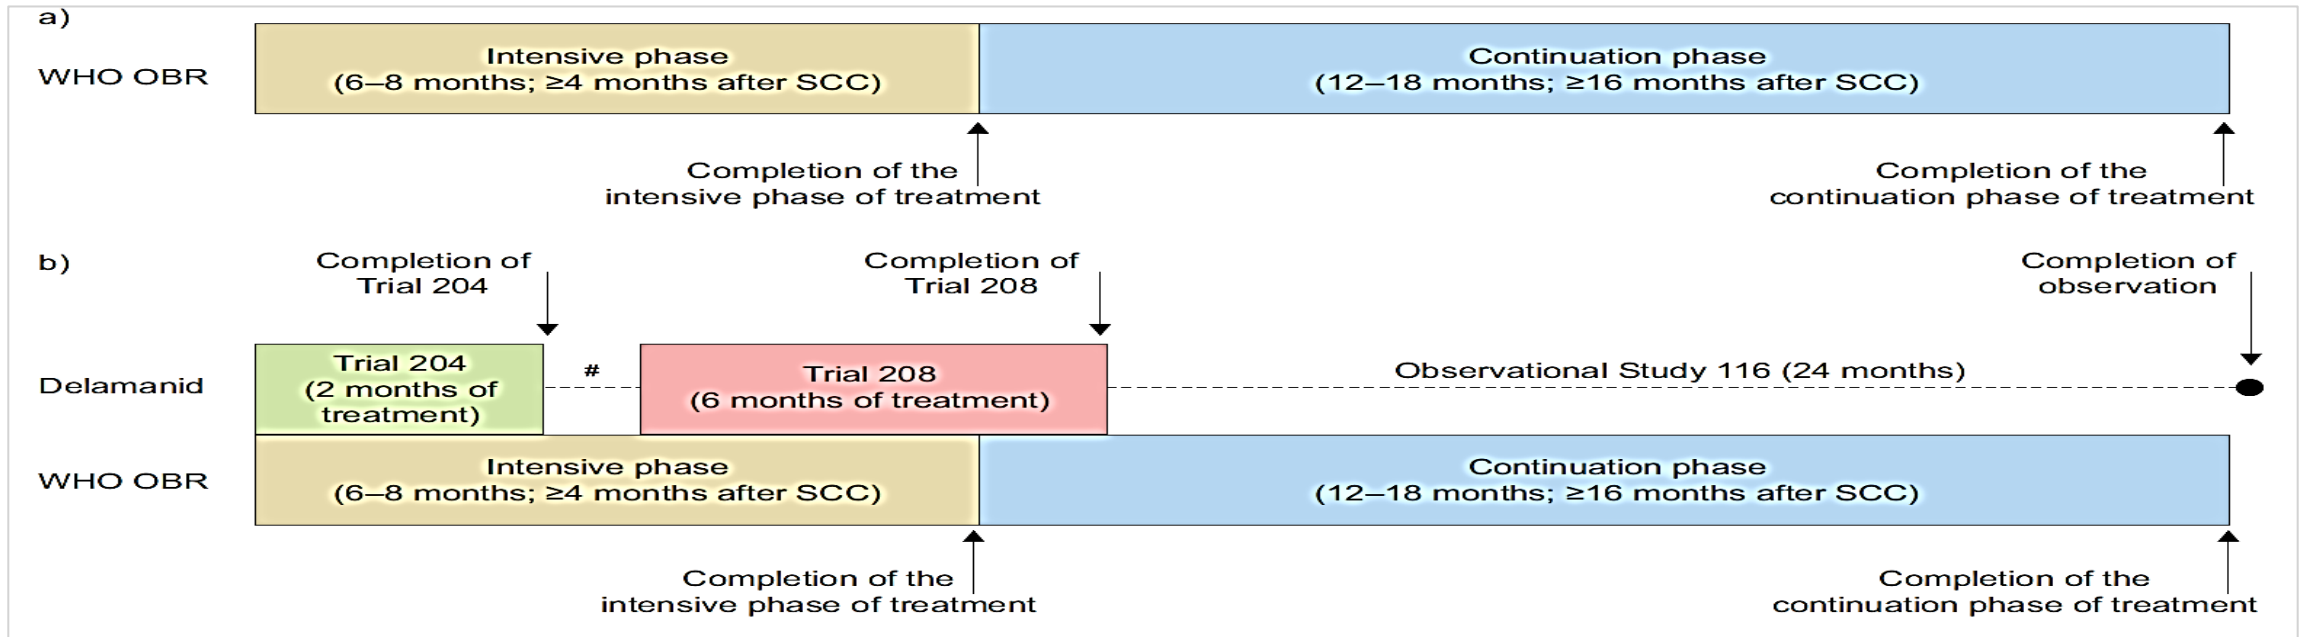 a)
WHO OBR
Intensive phase
(6–8 months; ≥4 months after SCC)
Continuation phase
(12–18 months; ≥16 months after SCC)
Completion of the
intensive phase of treatment
Completion of the
continuation phase of treatment
b)
Completion of
Trial 204
Completion of
Trial 208
Completion of
observation
Delamanid
Trial 204
(2 months of
treatment)
#
Trial 208
(6 months of treatment)
Observational Study 116 (24 months)
WHO OBR
Intensive phase
(6–8 months; ≥4 months after SCC)
Continuation phase
(12–18 months; ≥16 months after SCC)
Completion of the
intensive phase of treatment
Completion of the
continuation phase of treatment